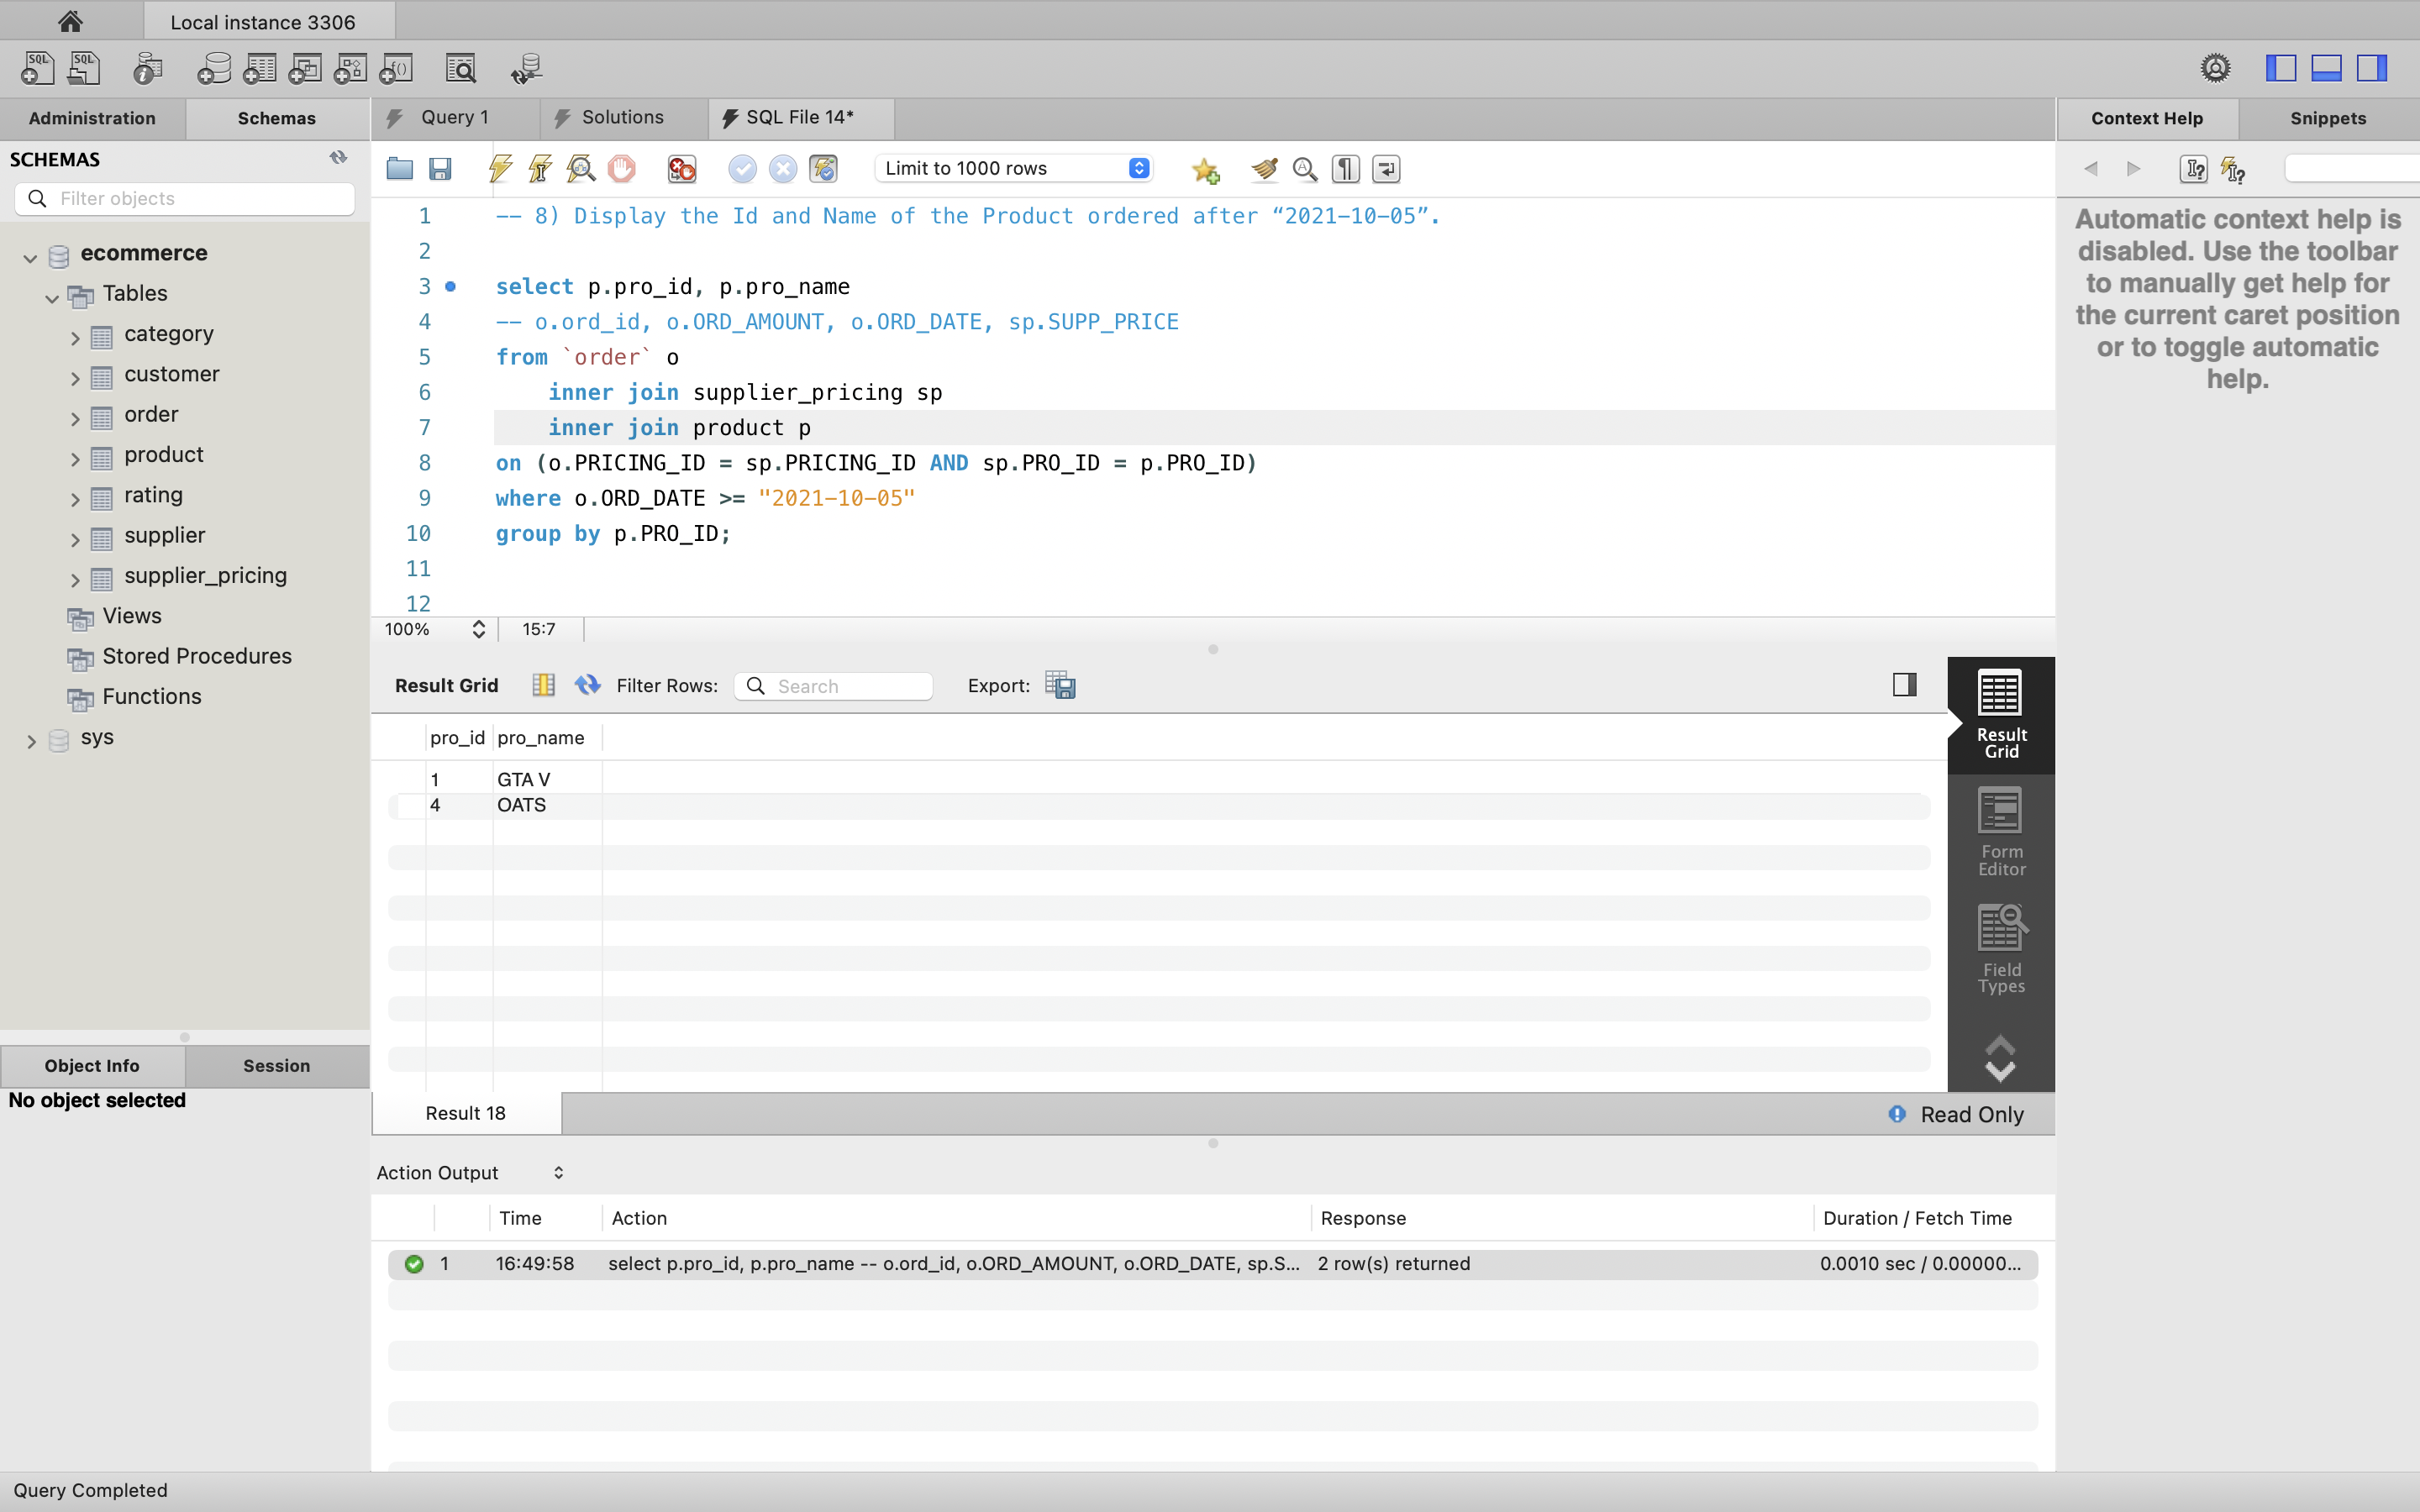 Local instance 3306
SQL
SQL
Administration
Schemas
Query 1
Solutions
SQL File 14*
Context Help
Snippets
SCHEMAS
Filter objects
Limit to 1000 rows
ecommerce
Tables
category
customer
order
product
rating
supplier
supplier_pricing
Views
Stored Procedures
Functions
sys
1 -- 8) Display the Id and Name of the Product ordered after “2021-10-05”.
2
3 select p.pro_id, p.pro_name
4 -- o.ord_id, o.ORD_AMOUNT, o.ORD_DATE, sp.SUPP_PRICE
5 from `order` o
6 inner join supplier_pricing sp
7 inner join product p
8 on (o.PRICING_ID = sp.PRICING_ID AND sp.PRO_ID = p.PRO_ID)
9 where o.ORD_DATE >= "2021-10-05"
10 group by p.PRO_ID;
11
12
100% 15:7
Automatic context help is
disabled. Use the toolbar
to manually get help for
the current caret position
or to toggle automatic
help.
Result Grid Filter Rows: Search Export:
pro_id pro_name
1 GTA V
4 OATS
Result
Grid
Form
Editor
Field
Types
Object Info
Session
No object selected
Result 18
Read Only
Action Output
Time Action Response Duration / Fetch Time
1 16:49:58 select p.pro_id, p.pro_name -- o.ord_id, o.ORD_AMOUNT, o.ORD_DATE, sp.S... 2 row(s) returned 0.0010 sec / 0.00000...
Query Completed